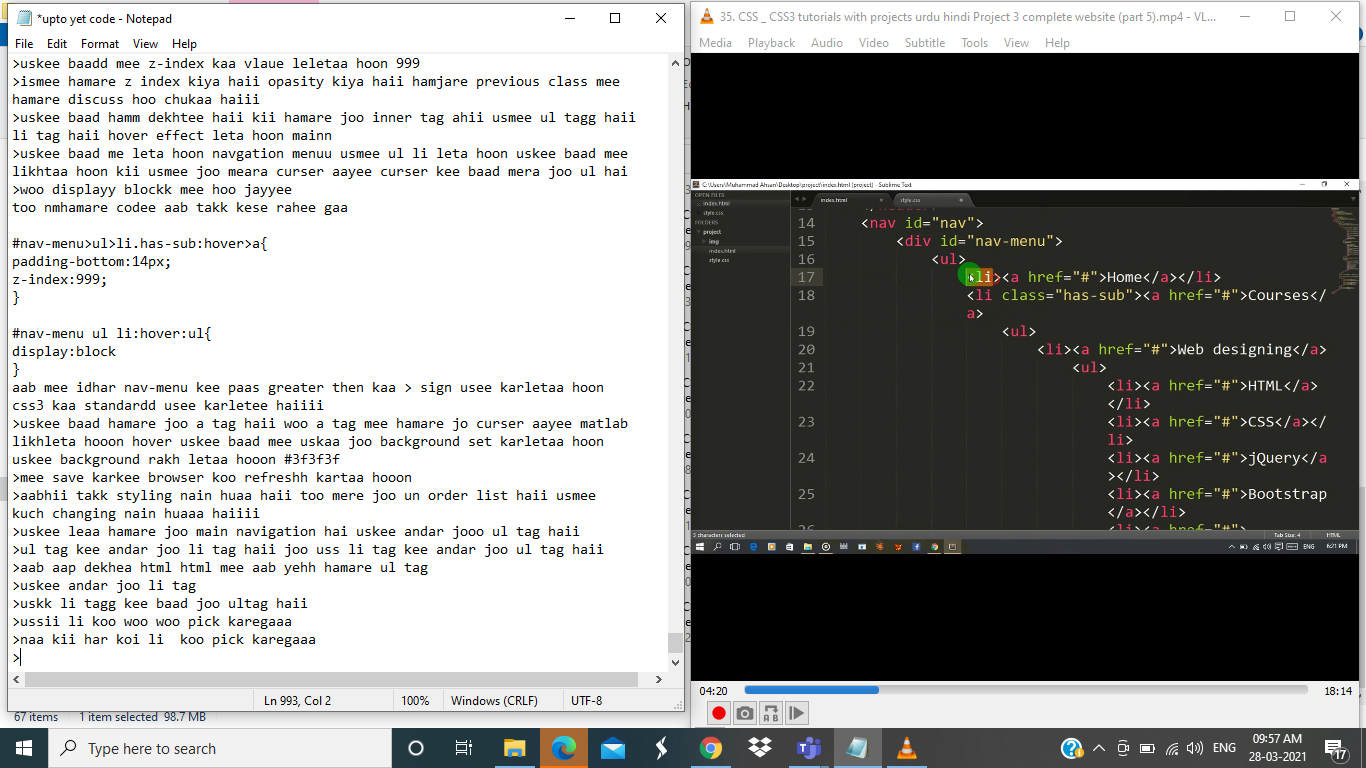 *upto yet code - Notepad
File Edit Format View Help
>uskee baadd mee z-index kaa vlaue leletaa hoon 999
>ismee hamare z index kiya haii opasity kiya haii hamjare previous class mee
hamare discuss hoo chukaa haiii
>uskee baad hamm dekhtee haii kii hamare joo inner tag ahii usmee ul tagg haii
li tag haii hover effect leta hoon mainn
>uskee baad me leta hoon navgation menuu usmee ul li leta hoon uskee baad mee
likhtaa hoon kii usmee joo meara curser aayee curser kee baad mera joo ul hai
>woo displayy blockk mee hoo jayyee
too nmhamare codee aab takk kese rahee gaa
#nav-menu>ul>li.has-sub:hover>a{
padding-bottom:14px;
z-index:999;
}
#nav-menu ul li:hover:ul{
display:block
}
aab mee idhar nav-menu kee paas greater then kaa > sign usee karletaa hoon
css3 kaa standardd usee karletee haiiii
>uskee baad hamare joo a tag haii woo a tag mee hamare jo curser aayee matlab
likhleta hooon hover uskee baad mee uskaa joo background set karletaa hoon
uskee background rakh letaa hooon #3f3f3f
>mee save karkee browser koo refreshh kartaa hooon
>aabhii takk styling nain huaa haii too mere joo un order list haii usmee
kuch changing nain huaaa haiiii
>uskee leaa hamare joo main navigation hai uskee andar jooo ul tag haii
>ul tag kee andar joo li tag haii joo uss li tag kee andar joo ul tag haii
>aab aap dekhea html html mee aab yehh hamare ul tag
>uskee andar joo li tag
>uskk li tagg kee baad joo ultag haii
>ussii li koo woo woo pick karegaaa
>naa kii har koi li  koo pick karegaaa
>
Ln 993, Col 2 100% Windows (CRLF) UTF-8
67 items 1 item selected 98.7 MB
35. CSS _ CSS3 tutorials with projects urdu hindi Project 3 complete website (part 5).mp4 - VL...
Media Playback Audio Video Subtitle Tools View Help
C:\Users\Muhammad Ahsan\Desktop\project\index.html (project) - Sublime Text
OPEN FILES
index.html
style.css
FOLDERS
project
img
index.html
style.css
index.html style.css
14 <nav id="nav">
15 <div id="nav-menu">
16 <ul>
17 <li><a href="#">Home</a></li>
18 <li class="has-sub"><a href="#">Courses</
a>
19 <ul>
20 <li><a href="#">Web designing</a>
21 <ul>
22 <li><a href="#">HTML</a>
</li>
23 <li><a href="#">CSS</a></
li>
24 <li><a href="#">jQuery</a
></li>
25 <li><a href="#">Bootstrap
</a></li>
<li><a href="#">
3 characters selected Tab Size: 4 HTML
ENG 6:21 PM
04:20 18:14
Type here to search
ENG 09:57 AM
28-03-2021
17